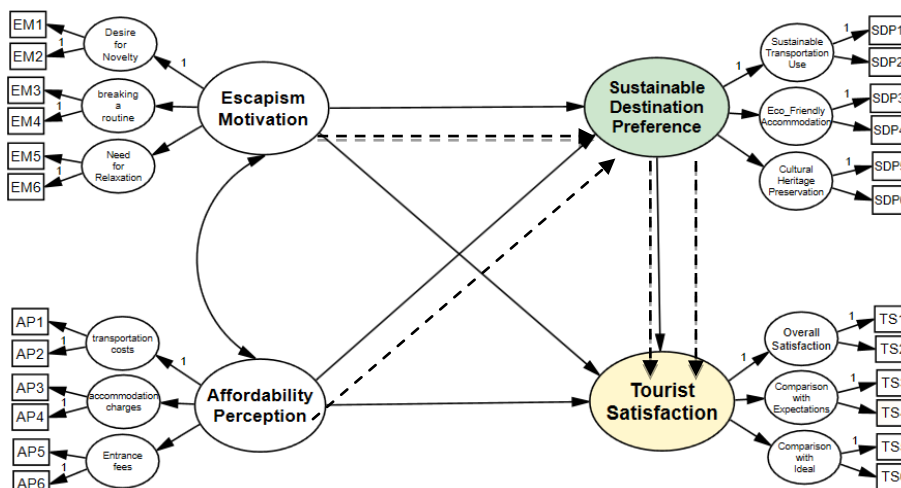 EM1
1
EM2
Desire
for
Novelty
1
EM3
1
EM4
breaking
a
routine
EM5
1
EM6
Need
for
Relaxation
Escapism
Motivation
Sustainable
Destination
Preference
1
Sustainable
Transportation
Use
1
SDP1
SDP2
Eco_Friendly
Accommodation
1
SDP3
SDP4
Cultural
Heritage
Preservation
1
AP1
1
AP2
transportation
costs
1
AP3
1
AP4
accommodation
charges
AP5
1
AP6
Entrance
fees
Affordability
Perception
Tourist
Satisfaction
1
Overall
Satisfaction
1
TS1
TS2
Comparison
with
Expectations
1
Comparison
with
Ideal
1